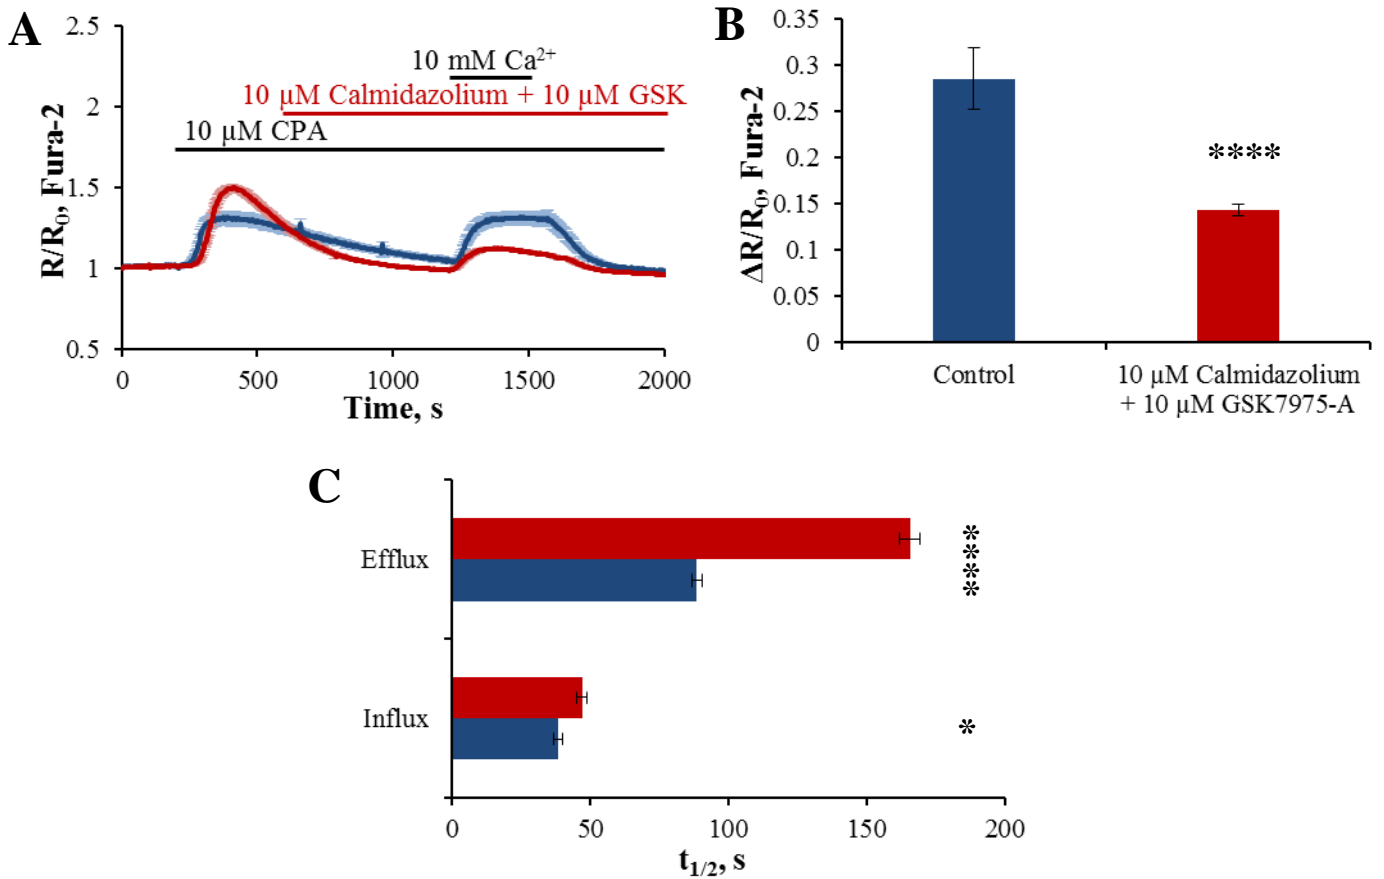 A
2.5
2
1.5
1
0.5
R/R₀, Fura-2
10 mM Ca²⁺
10 µM Calmidazolium + 10 µM GSK
10 µM CPA
0 500 1000 1500 2000
Time, s
B
0.35
0.3
0.25
0.2
0.15
0.1
0.05
0
ΔR/R₀, Fura-2
****
Control
10 µM Calmidazolium
+ 10 µM GSK7975-A
C
Efflux
****
Influx
*
0 50 100 150 200
t₁/₂, s